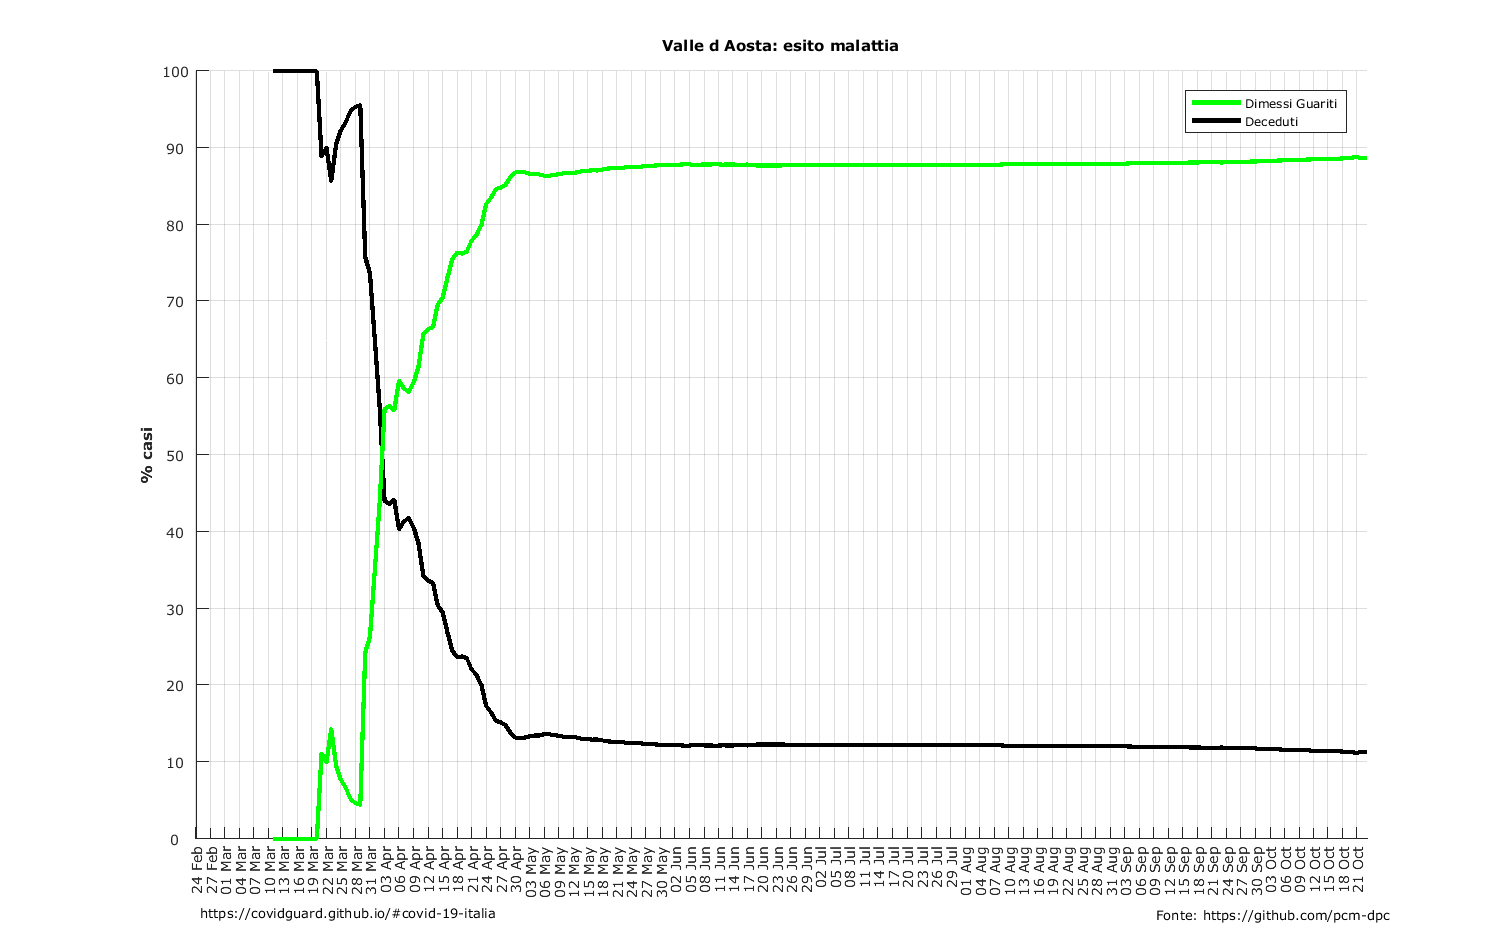 Valle d Aosta: esito malattia
Dimessi Guariti
Deceduti
% casi
100
90
80
70
60
50
40
30
20
10
0
24 Feb
27 Feb
01 Mar
04 Mar
07 Mar
10 Mar
13 Mar
16 Mar
19 Mar
22 Mar
25 Mar
28 Mar
31 Mar
03 Apr
06 Apr
09 Apr
12 Apr
15 Apr
18 Apr
21 Apr
24 Apr
27 Apr
30 Apr
03 May
06 May
09 May
12 May
15 May
18 May
21 May
24 May
27 May
30 May
02 Jun
05 Jun
08 Jun
11 Jun
14 Jun
17 Jun
20 Jun
23 Jun
26 Jun
29 Jun
02 Jul
05 Jul
08 Jul
11 Jul
14 Jul
17 Jul
20 Jul
23 Jul
26 Jul
29 Jul
01 Aug
04 Aug
07 Aug
10 Aug
13 Aug
16 Aug
19 Aug
22 Aug
25 Aug
28 Aug
31 Aug
03 Sep
06 Sep
09 Sep
12 Sep
15 Sep
18 Sep
21 Sep
24 Sep
27 Sep
30 Sep
03 Oct
06 Oct
09 Oct
12 Oct
15 Oct
18 Oct
21 Oct
https://covidguard.github.io/#covid-19-italia
Fonte: https://github.com/pcm-dpc